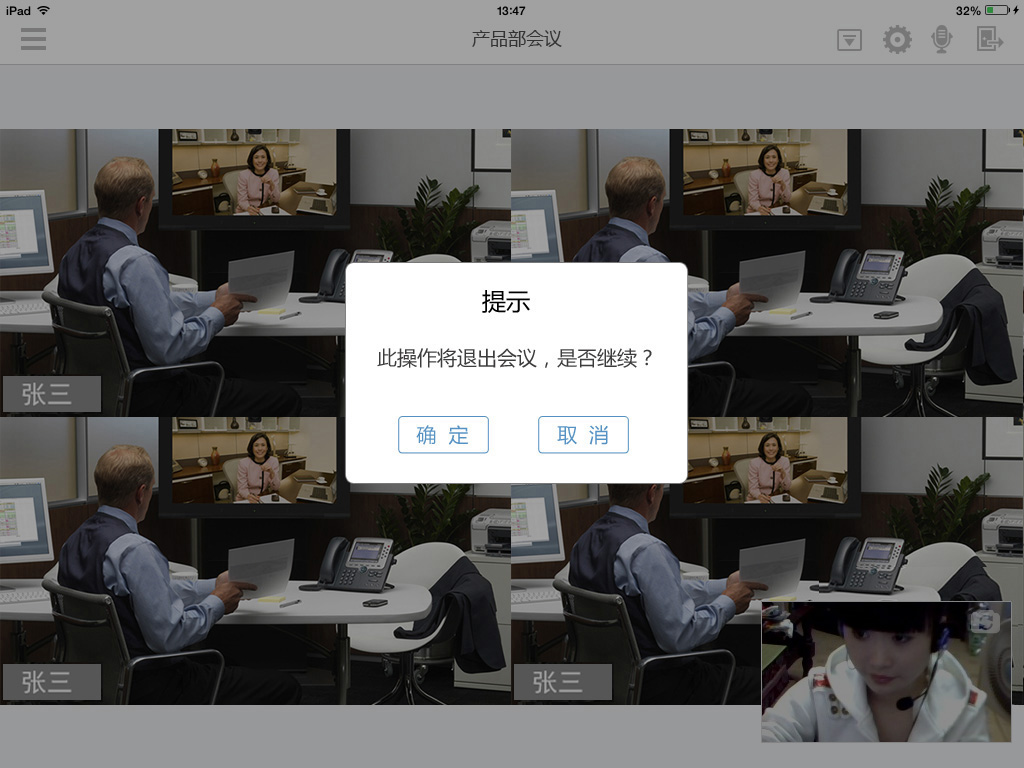 iPad 13:47 32%
产品部会议
提示
此操作将退出会议，是否继续？
确 定 取 消
张三
张三 张三